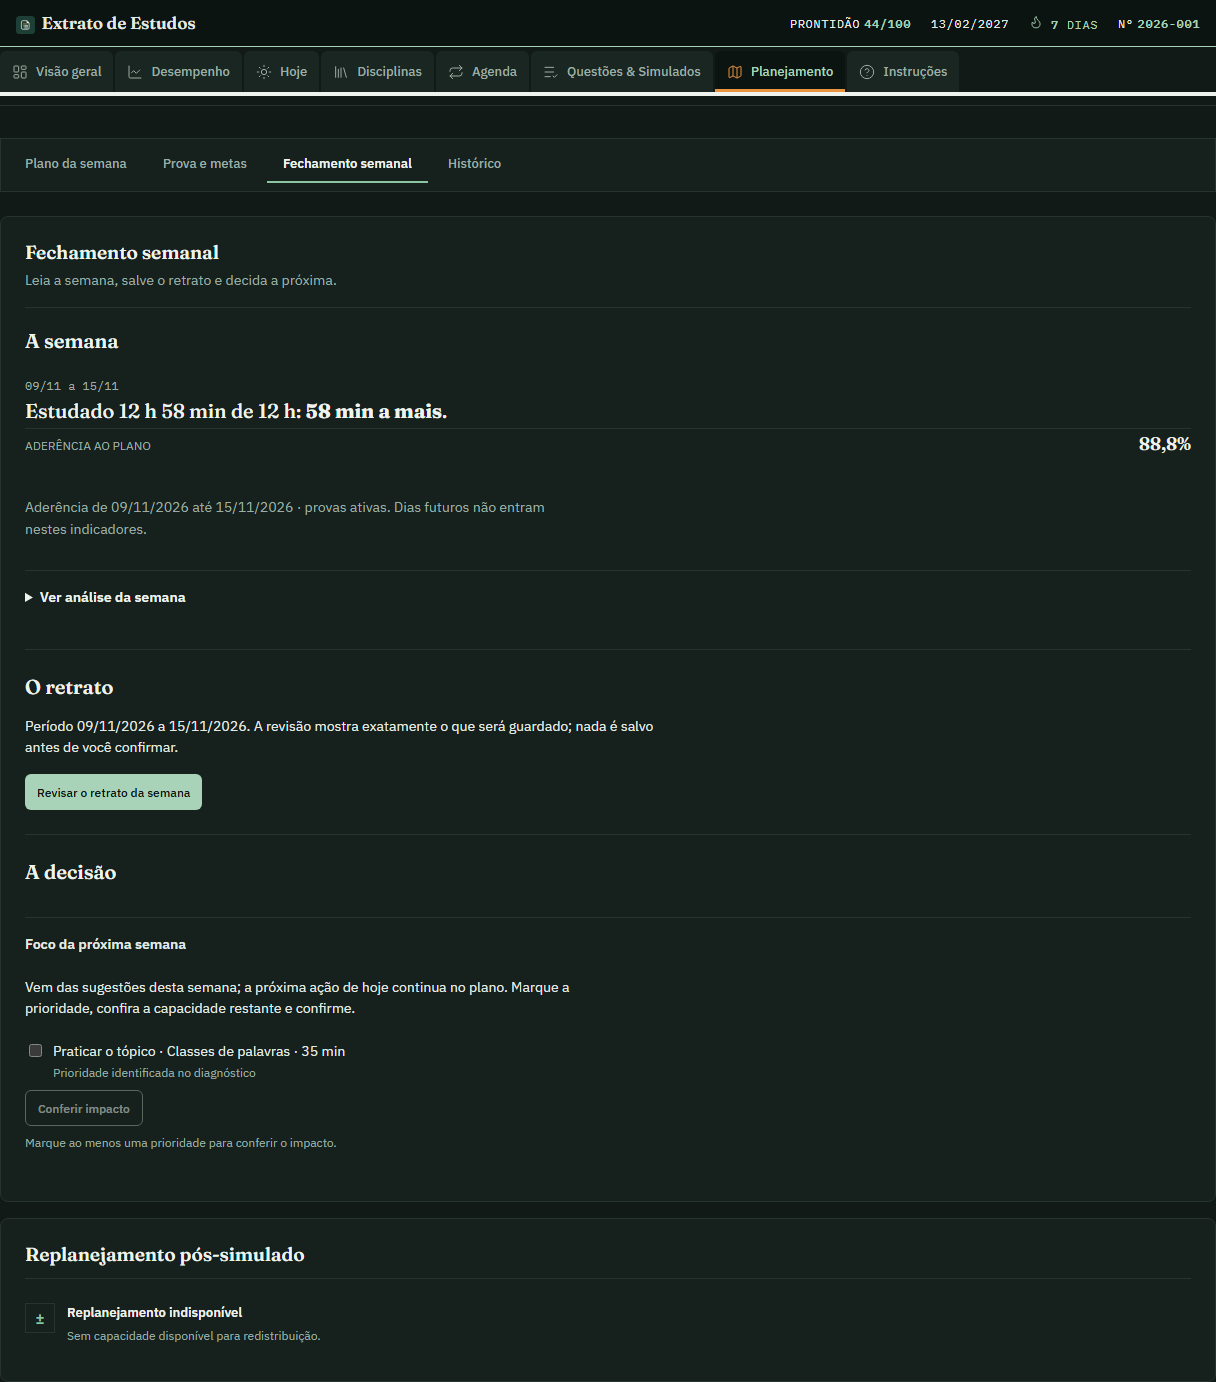 Extrato de Estudos
PRONTIDÃO 44/100 13/02/2027 7 DIAS Nº 2026-001
Visão geral Desempenho Hoje Disciplinas Agenda Questões & Simulados Planejamento Instruções
Plano da semana Prova e metas Fechamento semanal Histórico
Fechamento semanal
Leia a semana, salve o retrato e decida a próxima.
A semana
09/11 a 15/11
Estudado 12 h 58 min de 12 h: 58 min a mais.
ADERÊNCIA AO PLANO 88,8%
Aderência de 09/11/2026 até 15/11/2026 · provas ativas. Dias futuros não entram
nestes indicadores.
Ver análise da semana
O retrato
Período 09/11/2026 a 15/11/2026. A revisão mostra exatamente o que será guardado; nada é salvo
antes de você confirmar.
Revisar o retrato da semana
A decisão
Foco da próxima semana
Vem das sugestões desta semana; a próxima ação de hoje continua no plano. Marque a
prioridade, confira a capacidade restante e confirme.
Praticar o tópico · Classes de palavras · 35 min
Prioridade identificada no diagnóstico
Conferir impacto
Marque ao menos uma prioridade para conferir o impacto.
Replanejamento pós-simulado
± Replanejamento indisponível
Sem capacidade disponível para redistribuição.